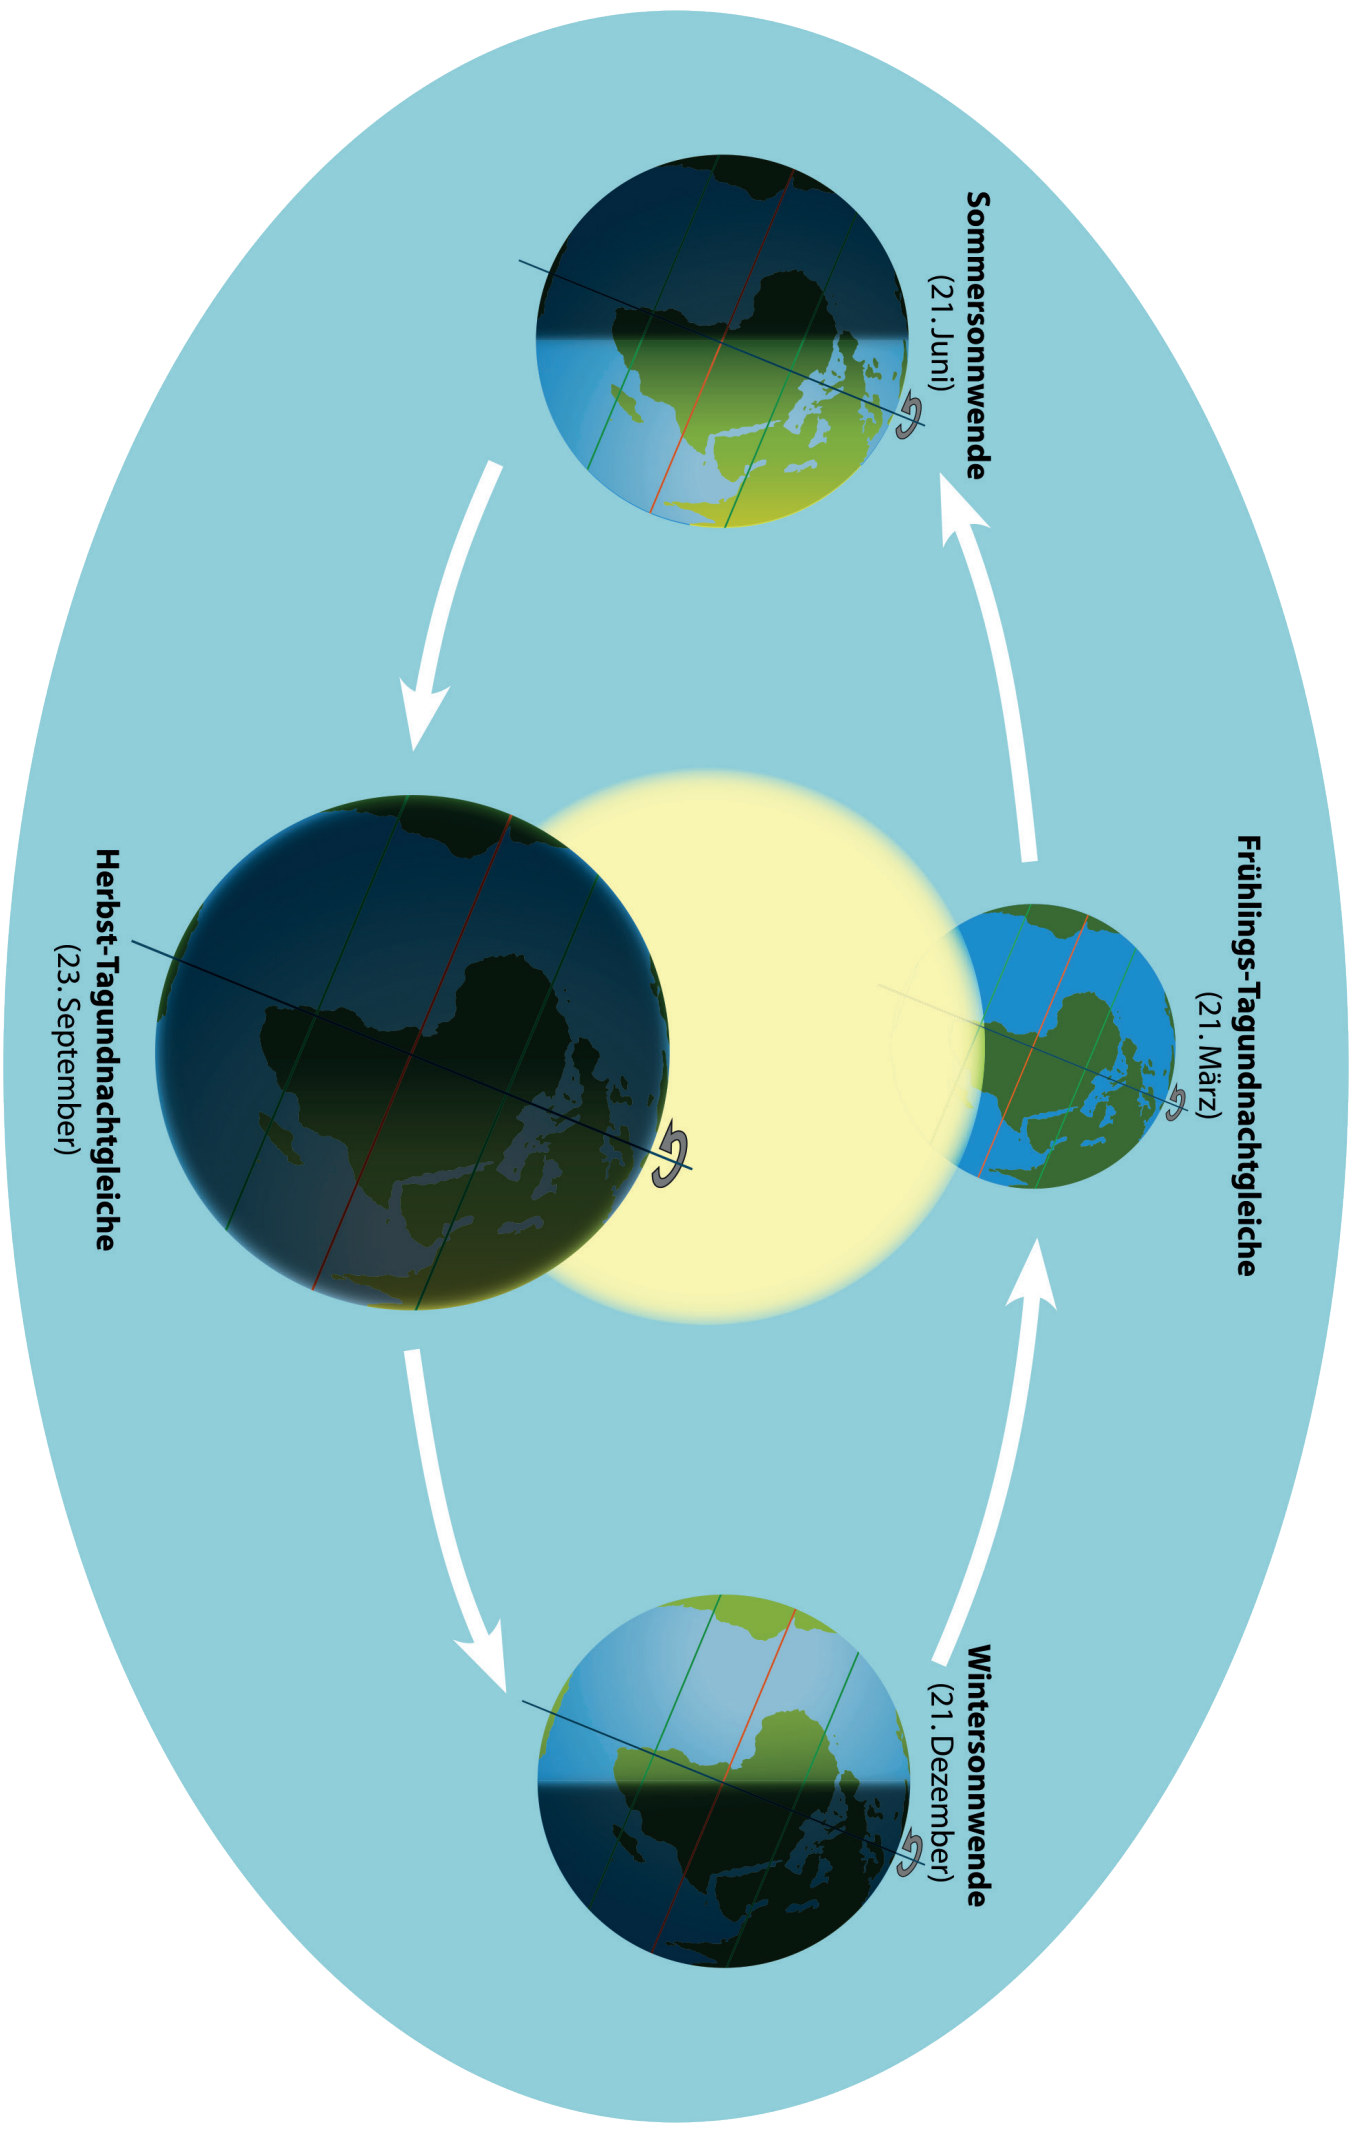 Frühlings-Tagundnachtgleiche
(21. März)
Sommersonnwende
(21. Juni)
Wintersonnwende
(21. Dezember)
Herbst-Tagundnachtgleiche
(23. September)